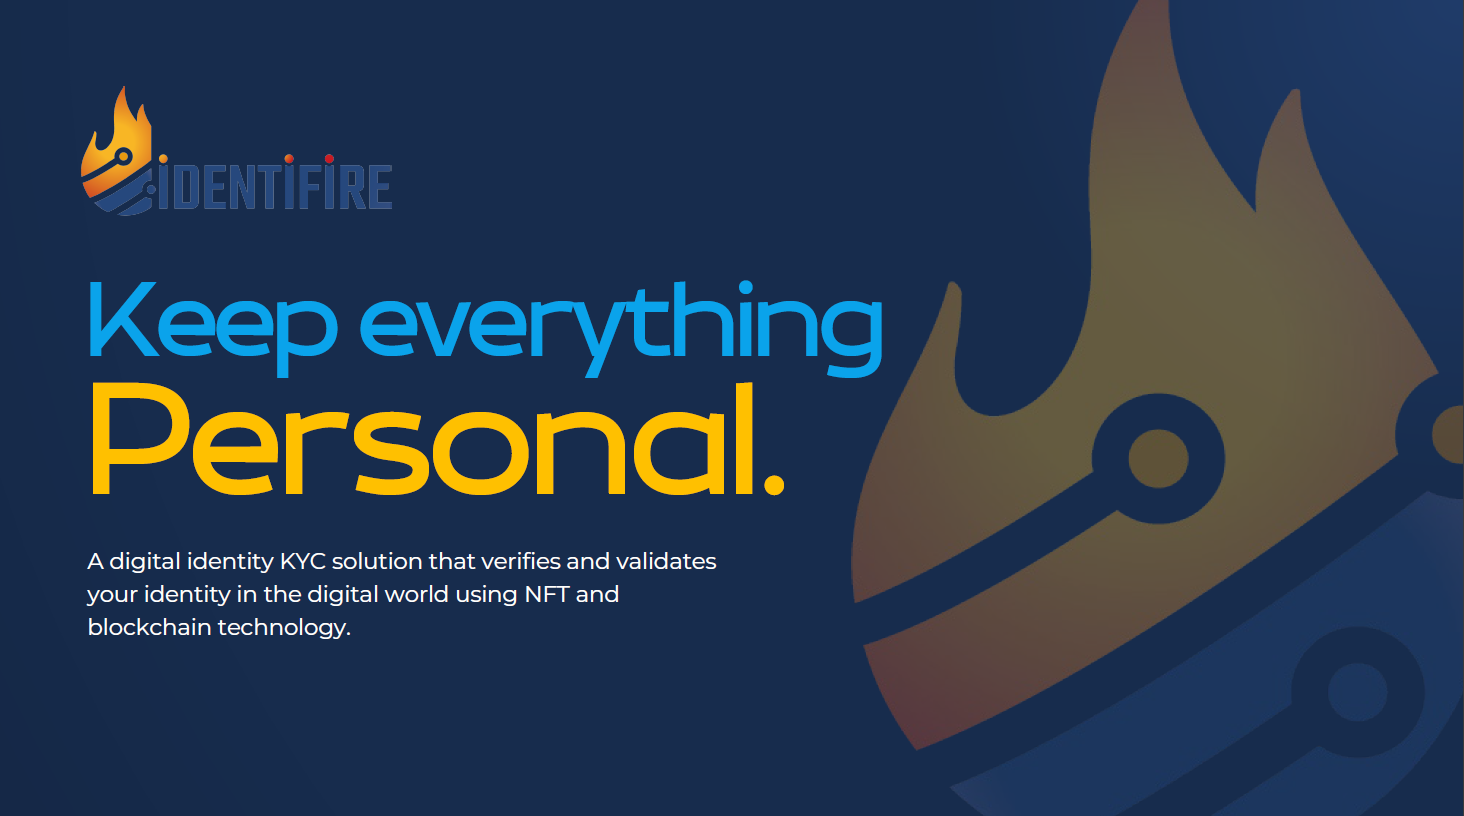 iDENTiFiRE
Keep everything
Personal.
A digital identity KYC solution that verifies and validates
your identity in the digital world using NFT and
blockchain technology.